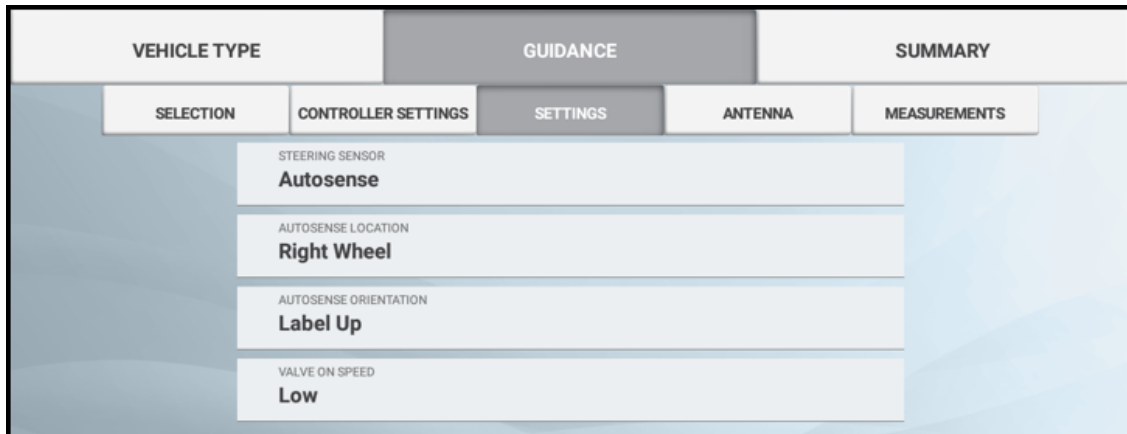 VEHICLE TYPE GUIDANCE SUMMARY
SELECTION CONTROLLER SETTINGS SETTINGS ANTENNA MEASUREMENTS
STEERING SENSOR
Autosense
AUTOSENSE LOCATION
Right Wheel
AUTOSENSE ORIENTATION
Label Up
VALVE ON SPEED
Low